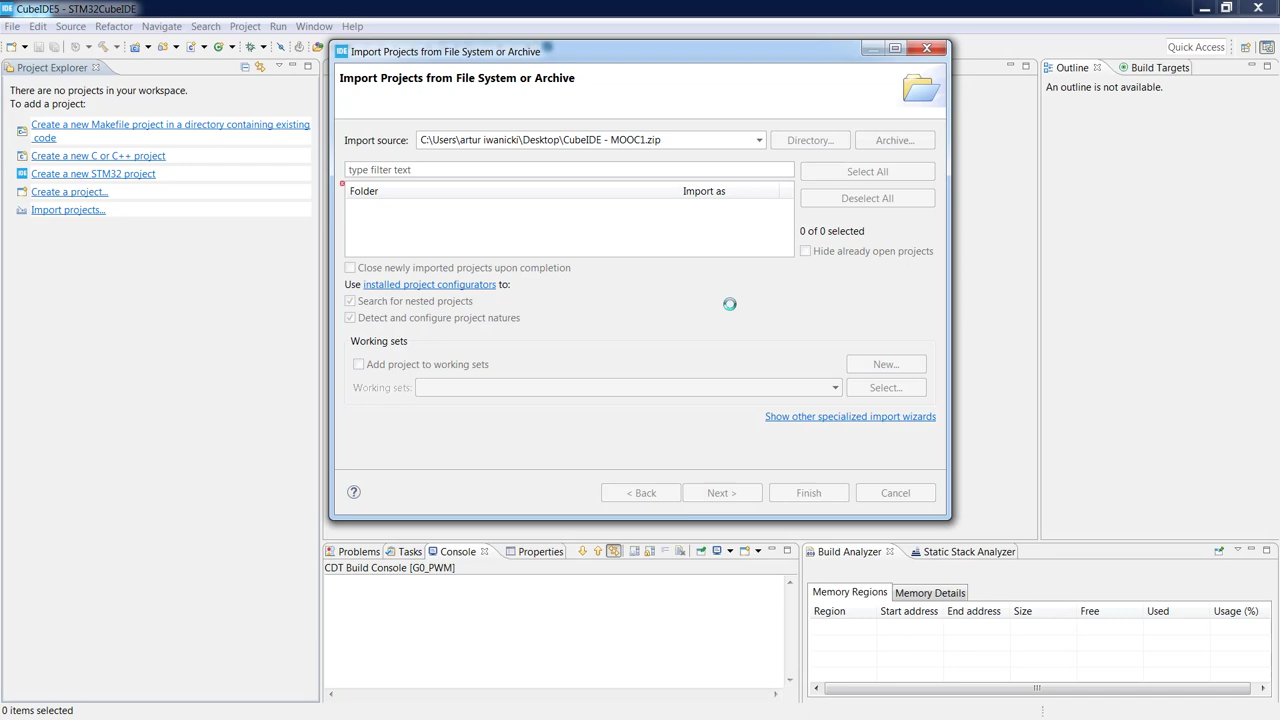 IDE CubeIDE5 - STM32CubeIDE
File Edit Source Refactor Navigate Search Project Run Window Help
Quick Access
Project Explorer
There are no projects in your workspace.
To add a project:
Create a new Makefile project in a directory containing existing
code
Create a new C or C++ project
IDE Create a new STM32 project
Create a project...
Import projects...
IDE Import Projects from File System or Archive
Import Projects from File System or Archive
Import source: C:\Users\artur iwanicki\Desktop\CubeIDE - MOOC1.zip Directory... Archive...
type filter text Select All
Folder Import as
Deselect All
0 of 0 selected
Hide already open projects
Close newly imported projects upon completion
Use installed project configurators to:
Search for nested projects
Detect and configure project natures
Working sets
Add project to working sets New...
Working sets: Select...
Show other specialized import wizards
? < Back Next > Finish Cancel
Outline Build Targets
An outline is not available.
Problems Tasks Console Properties
CDT Build Console [G0_PWM]
Build Analyzer Static Stack Analyzer
Memory Regions Memory Details
Region Start address End address Size Free Used Usage (%)
0 items selected